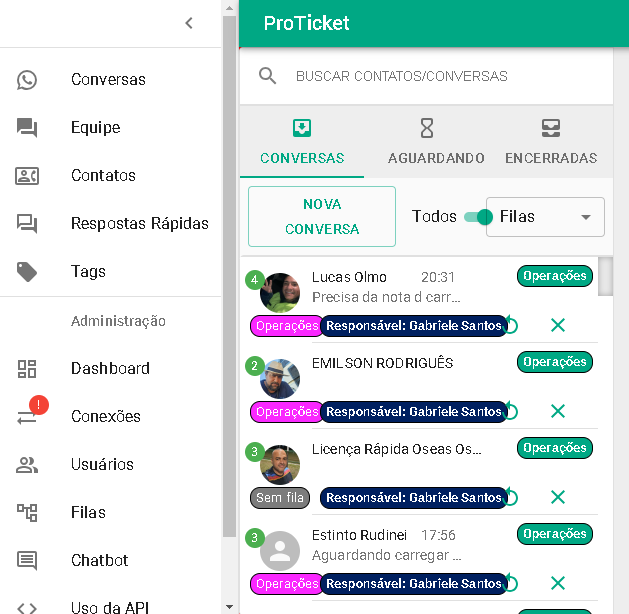 ProTicket
Conversas
Equipe
Contatos
Respostas Rápidas
Tags
Administração
Dashboard
!
Conexões
Usuários
Filas
Chatbot
Uso da API
BUSCAR CONTATOS/CONVERSAS
CONVERSAS
AGUARDANDO
ENCERRADAS
NOVA
CONVERSA
Todos
Filas
4
Lucas Olmo
20:31
Operações
Precisa da nota d carr...
Operações
Responsável: Gabriele Santos
2
EMILSON RODRIGUÊS
Operações
Operações
Responsável: Gabriele Santos
3
Licença Rápida Oseas Os...
Operações
Sem fila
Responsável: Gabriele Santos
3
Estinto Rudinei
17:56
Operações
Aguardando carregar ...
Operações
Responsável: Gabriele Santos